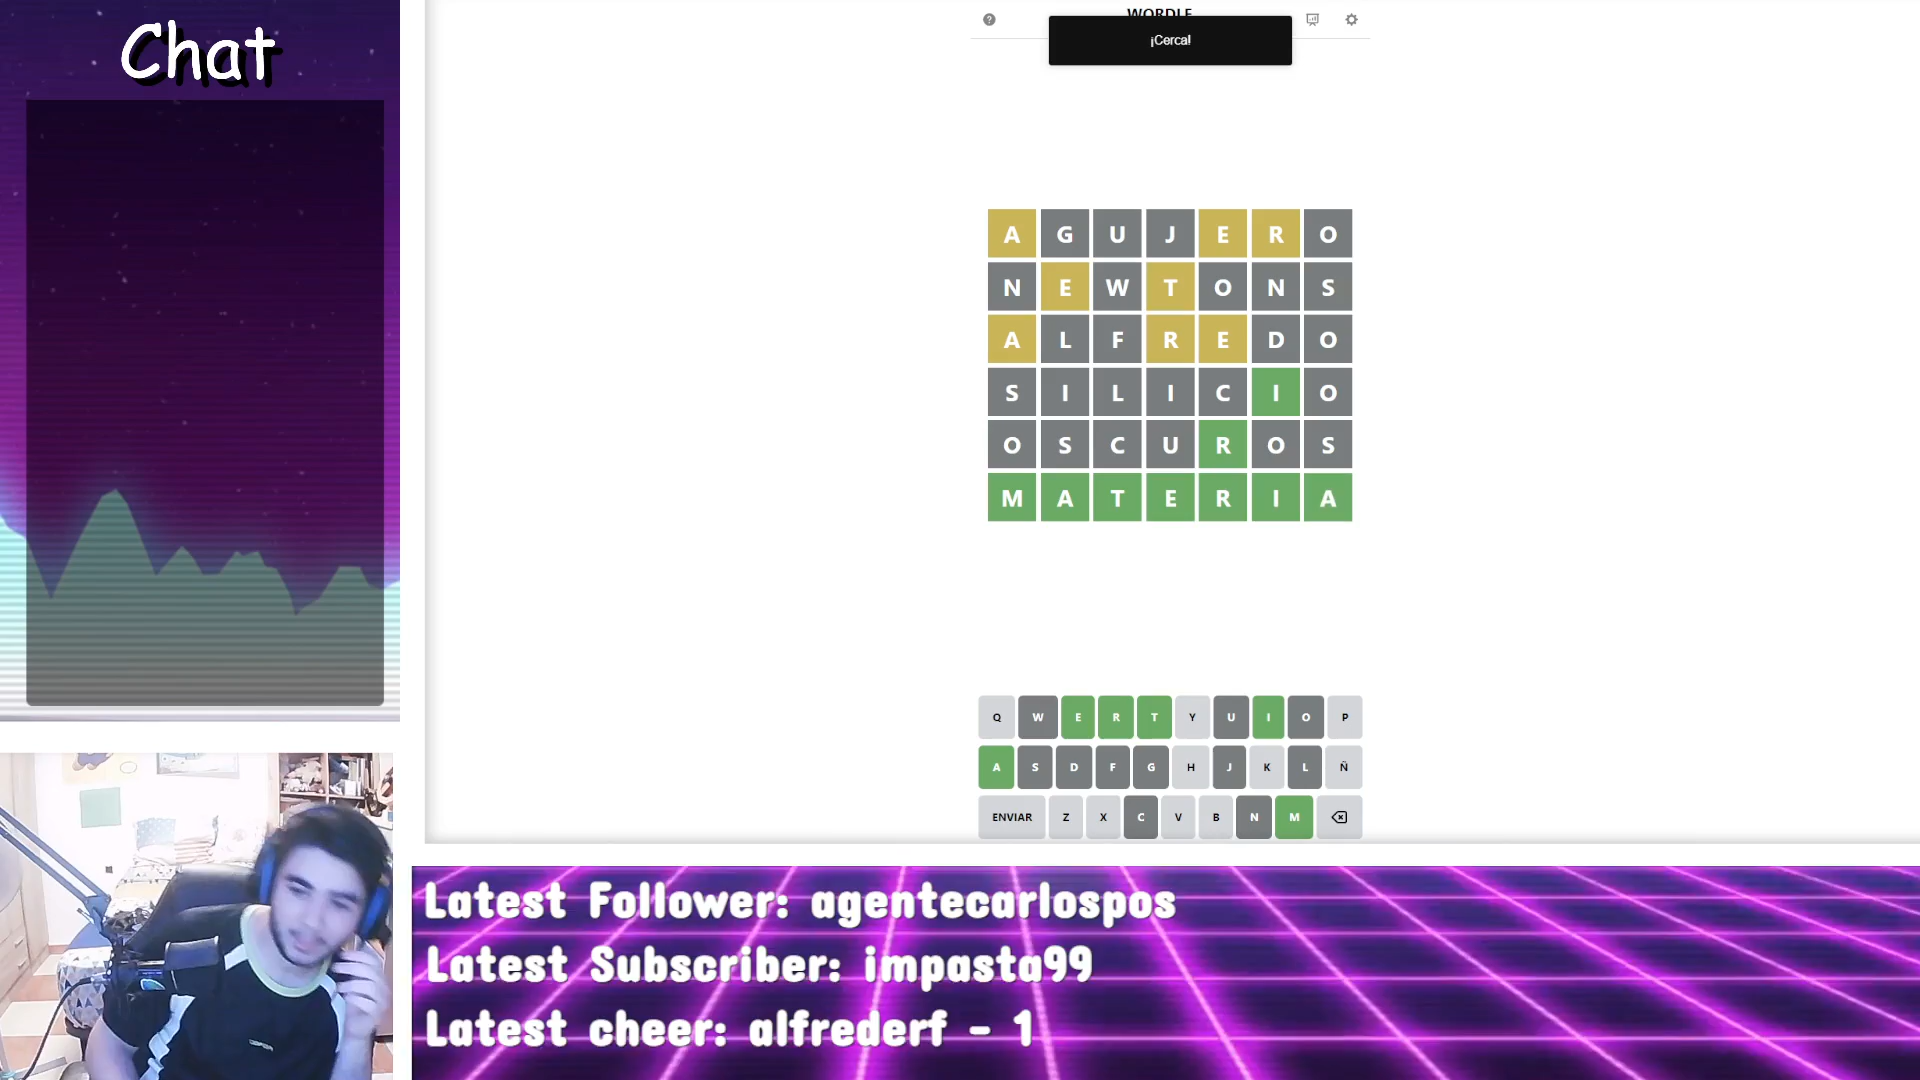 Chat
WORDLE
¡Cerca!
AGUJERO
NEWTONS
ALFREDO
SILICIO
OSCUROS
MATERIA
Q W E R T Y U I O P
A S D F G H J K L Ñ
ENVIAR Z X C V B N M
Latest Follower: agentecarlospos
Latest Subscriber: impasta99
Latest cheer: alfrederf - 1